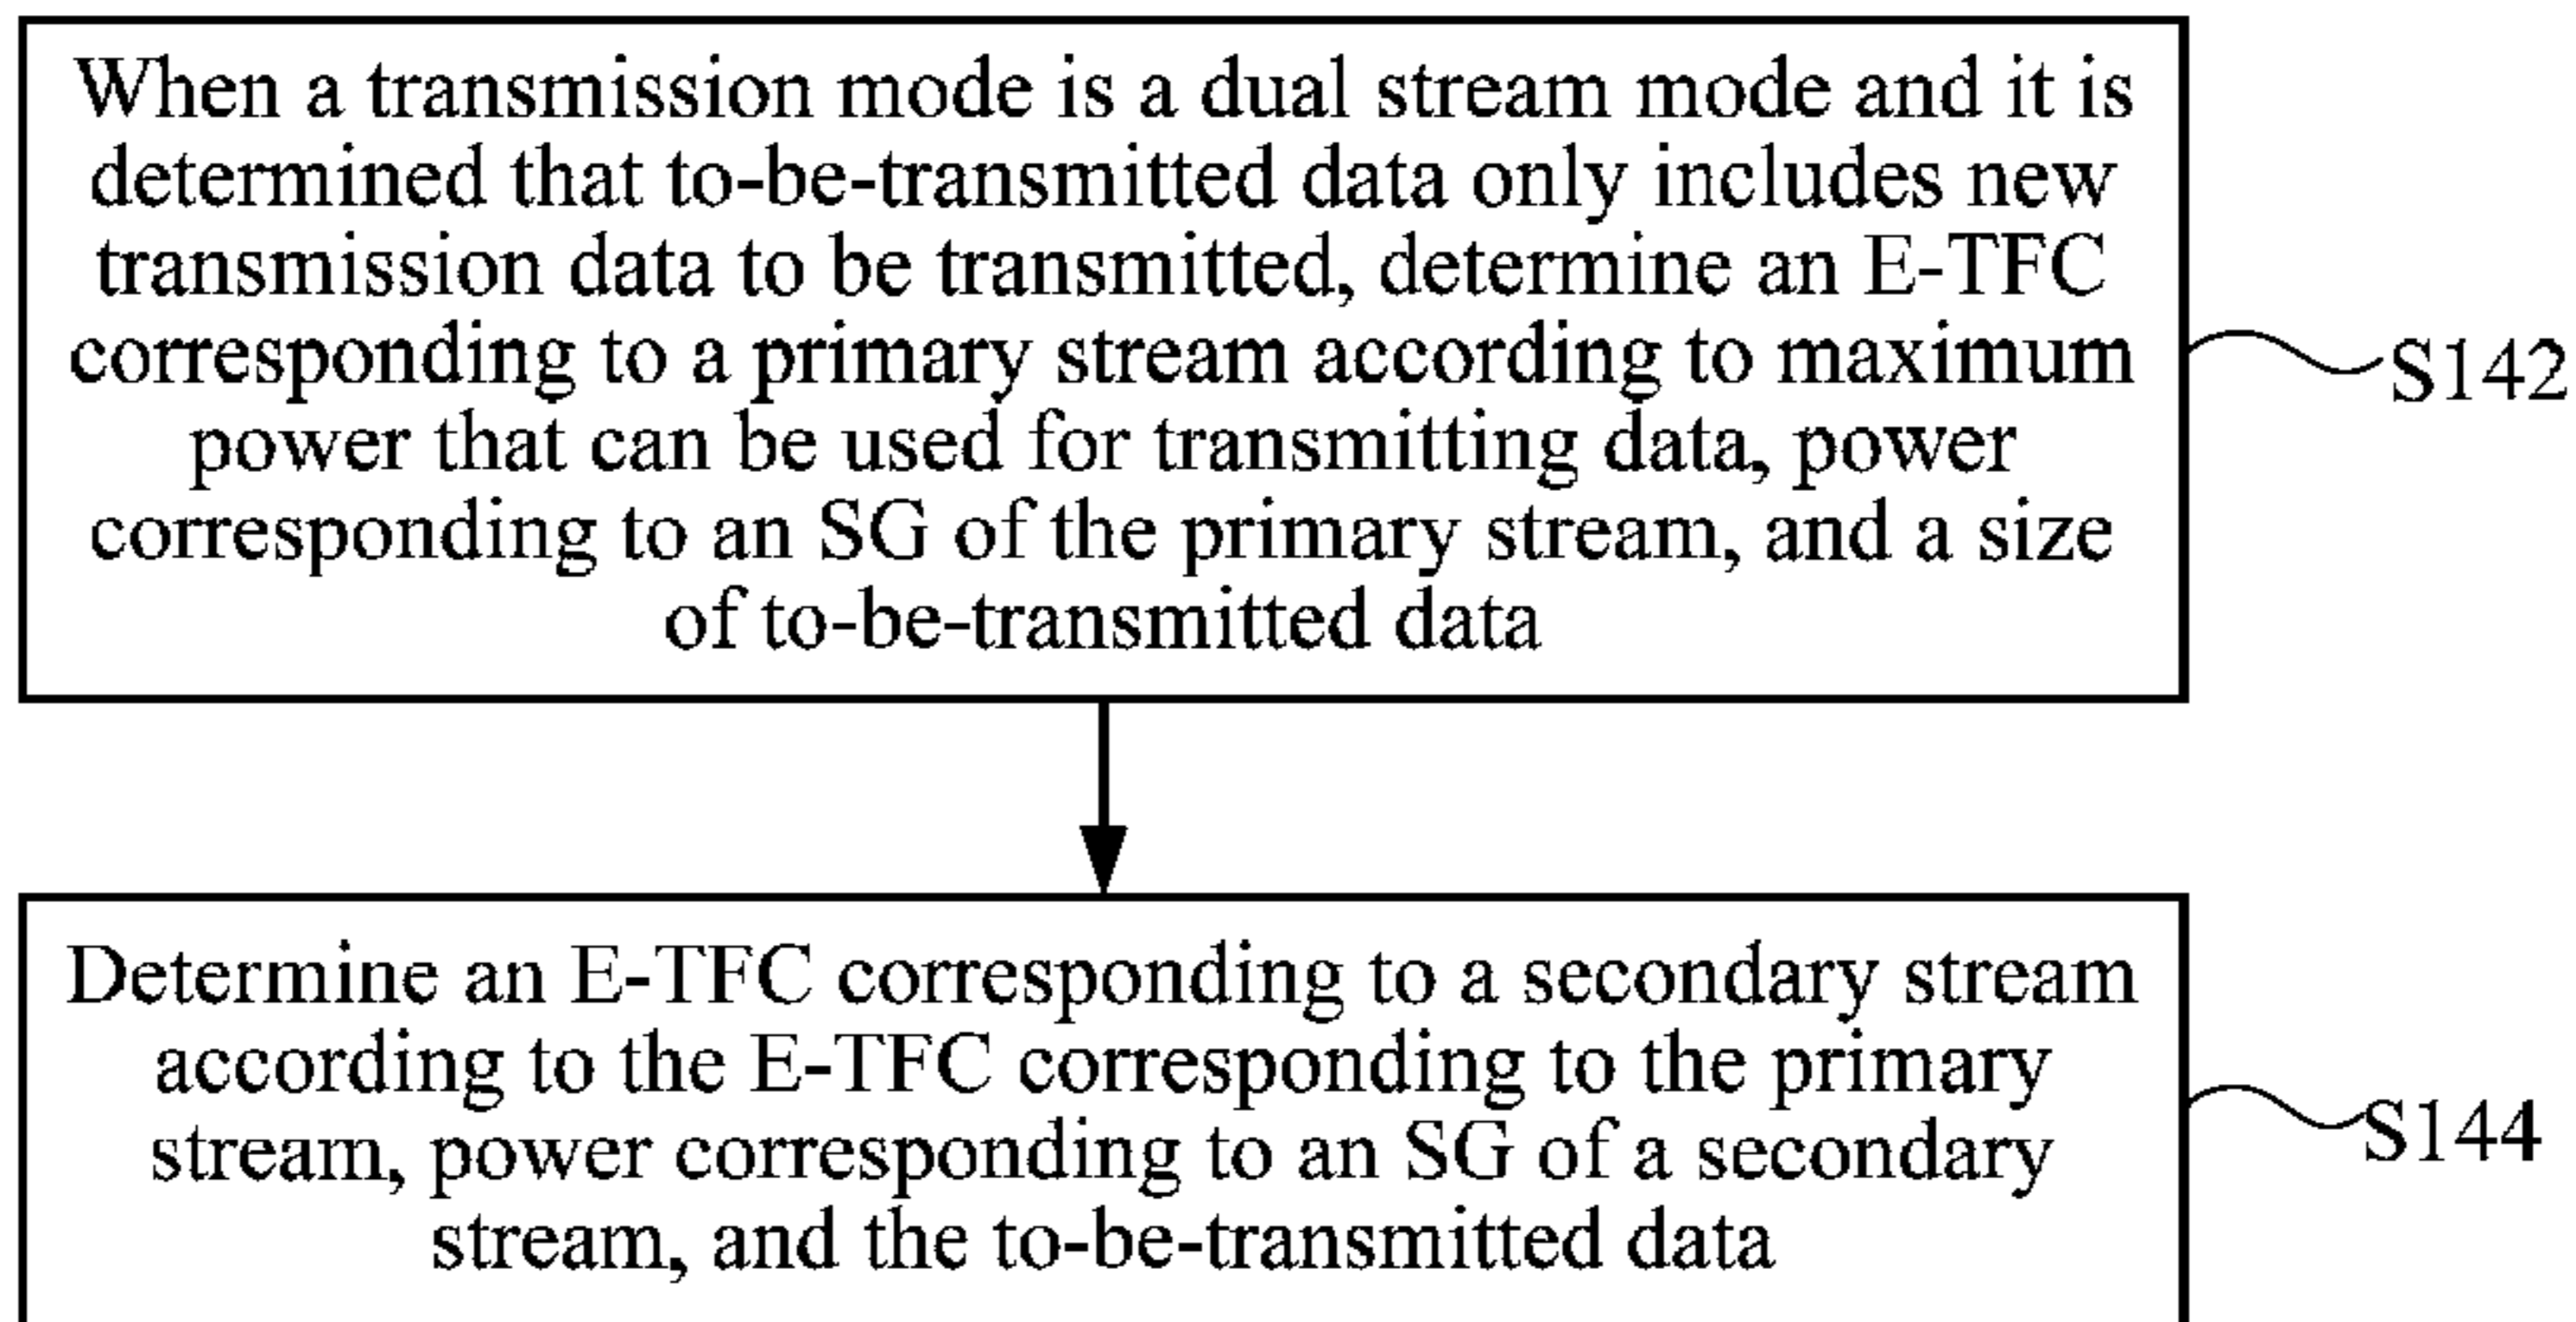 When a transmission mode is a dual stream mode and it is
determined that to-be-transmitted data only includes new
transmission data to be transmitted, determine an E-TFC
corresponding to a primary stream according to maximum
power that can be used for transmitting data, power
corresponding to an SG of the primary stream, and a size
of to-be-transmitted data
S142
Determine an E-TFC corresponding to a secondary stream
according to the E-TFC corresponding to the primary
stream, power corresponding to an SG of a secondary
stream, and the to-be-transmitted data
S144